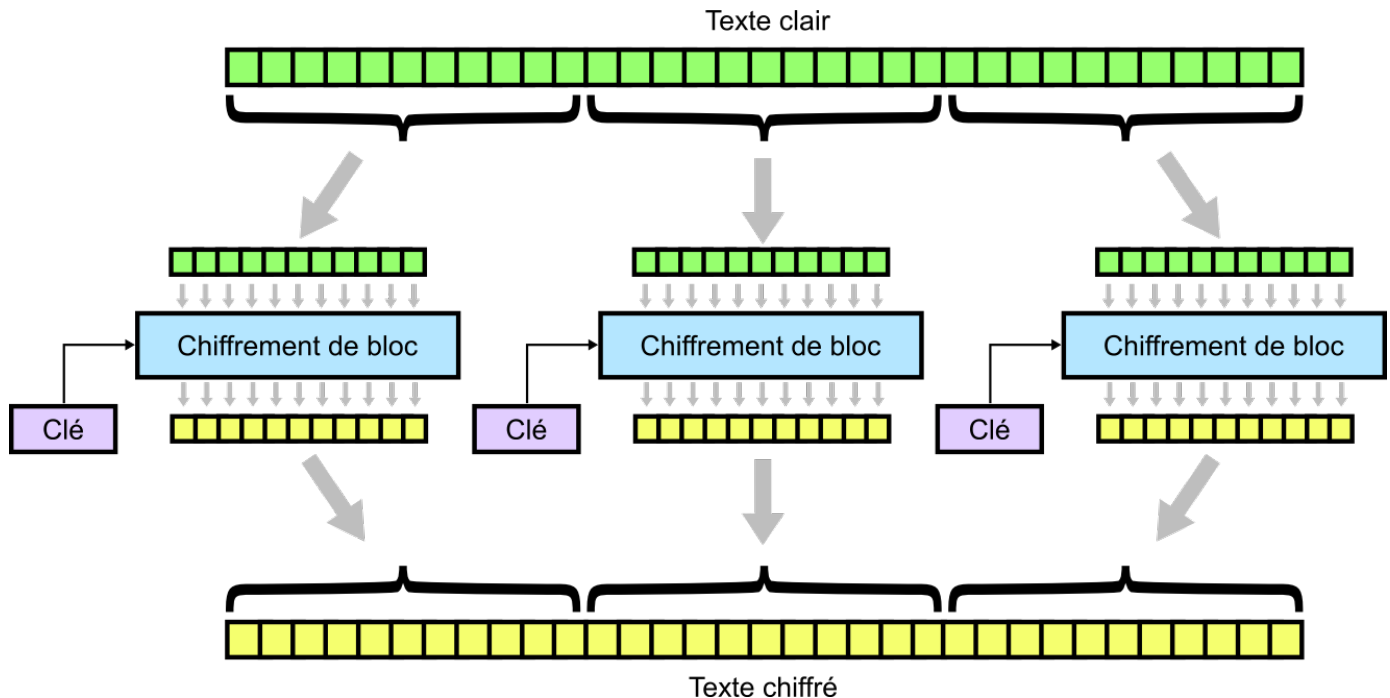 Texte clair
Chiffrement de bloc
Chiffrement de bloc
Chiffrement de bloc
Clé
Clé
Clé
Texte chiffré